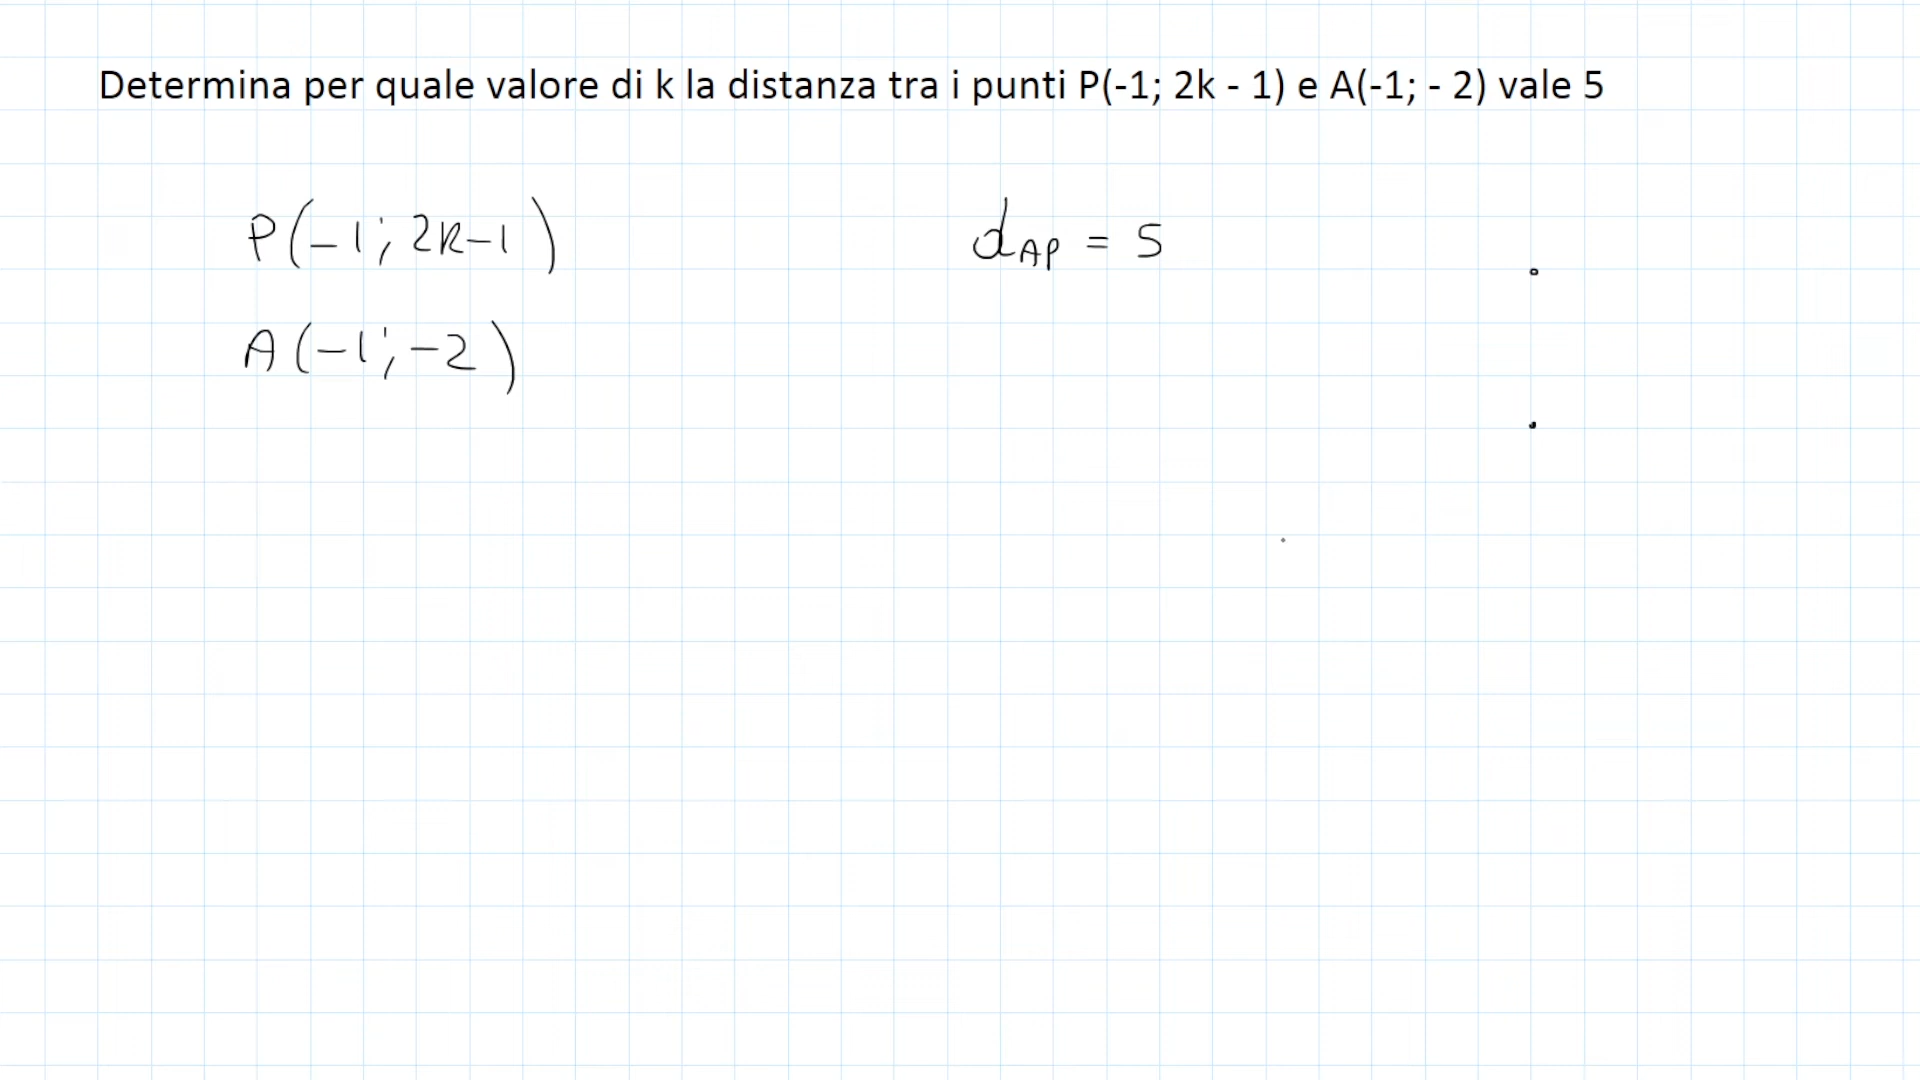 Determina per quale valore di k la distanza tra i punti P(-1; 2k - 1) e A(-1; - 2) vale 5
P(-1; 2k-1) d_AP = 5
A(-1; -2)